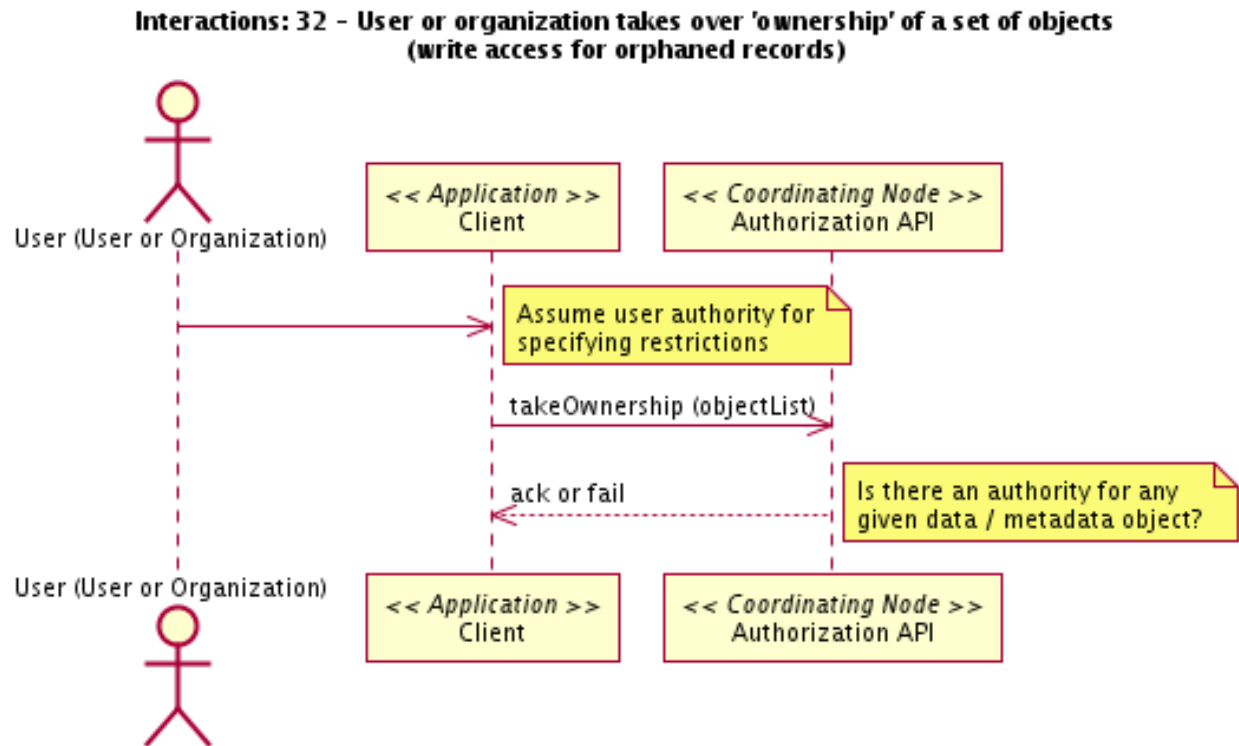 Interactions: 32 - User or organization takes over 'ownership' of a set of objects
(write access for orphaned records)
User (User or Organization)
<< Application >>
Client
<< Coordinating Node >>
Authorization API
Assume user authority for
specifying restrictions
takeOwnership (objectList)
ack or fail
Is there an authority for any
given data / metadada object?
User (User or Organization)
<< Application >>
Client
<< Coordinating Node >>
Authorization API